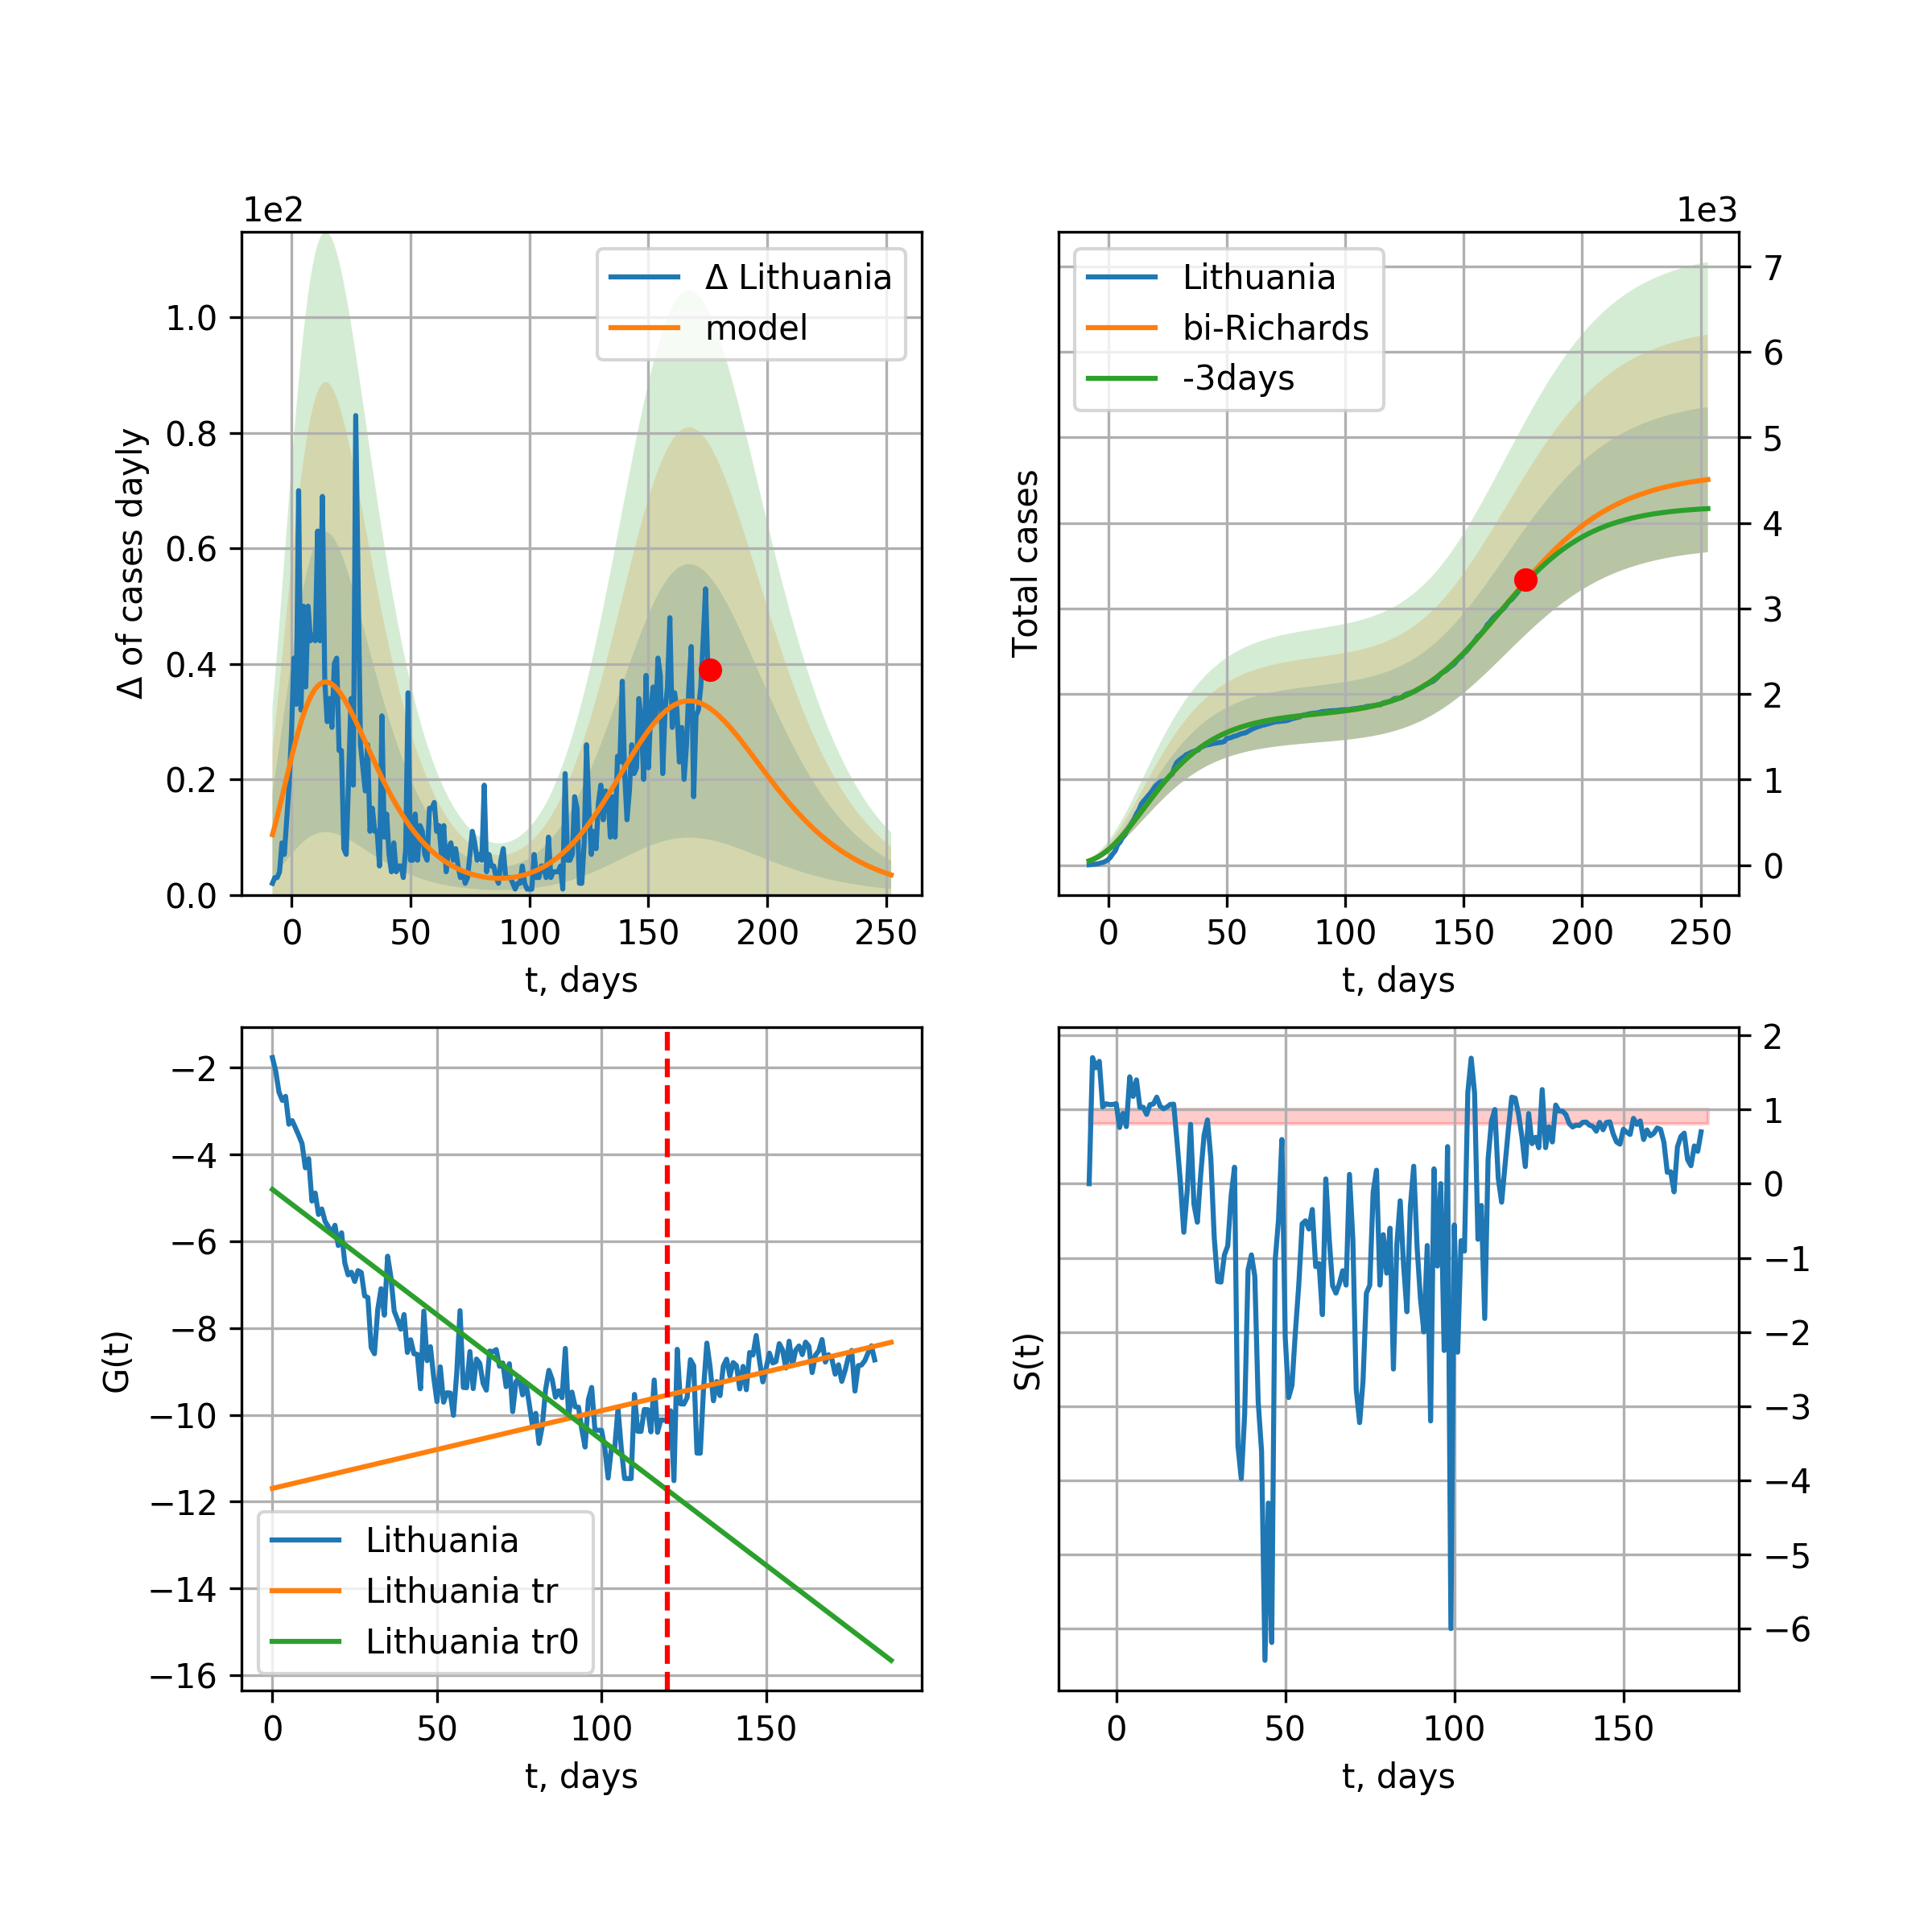 1e2
Δ of cases dayly
1.0
0.8
0.6
0.4
0.2
0.0
0 50 100 150 200 250
t, days
Δ Lithuania
model
1e3
Total cases
7
6
5
4
3
2
1
0
0 50 100 150 200 250
t, days
Lithuania
bi-Richards
-3days
G(t)
−2
−4
−6
−8
−10
−12
−14
−16
0 50 100 150
t, days
Lithuania
Lithuania tr
Lithuania tr0
S(t)
2
1
0
−1
−2
−3
−4
−5
−6
0 50 100 150
t, days